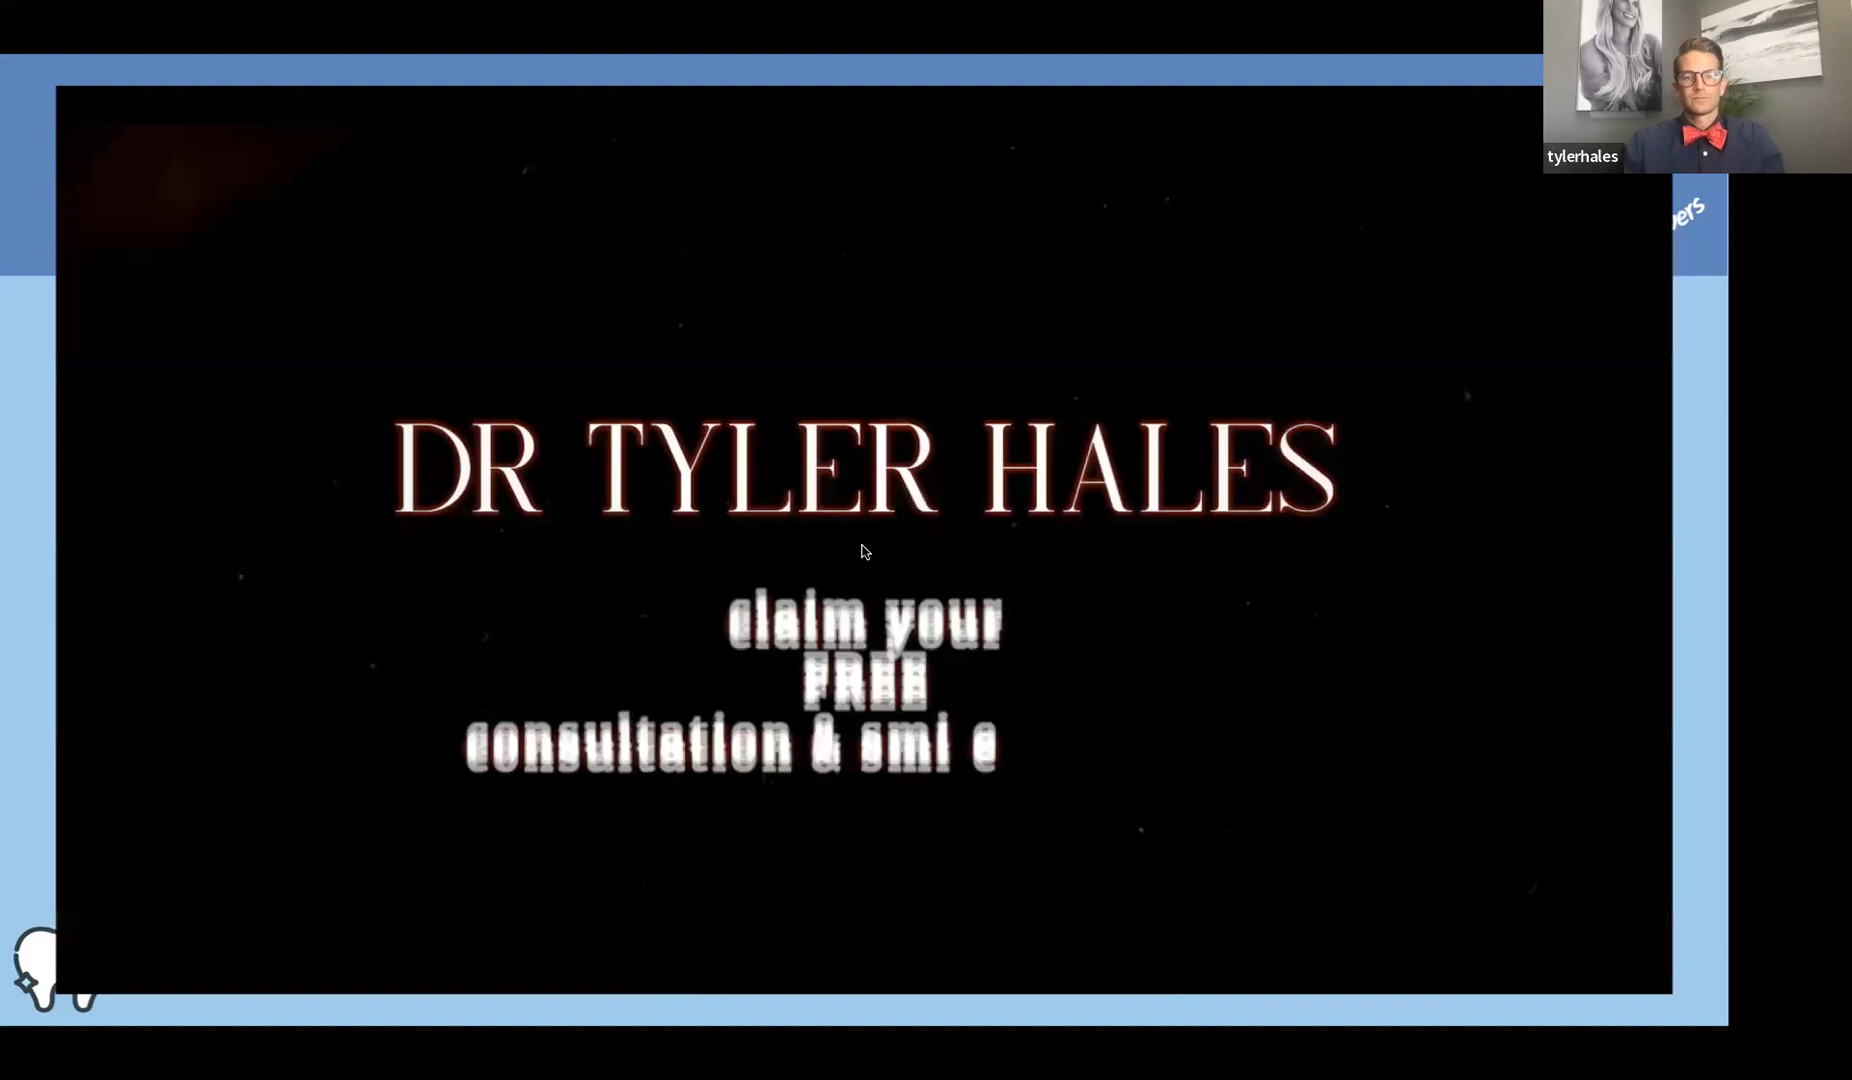 tylerhales
DR TYLER HALES
claim your
FREE
consultation & smi e